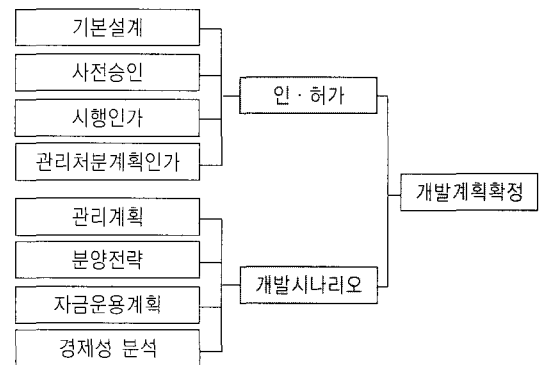 기본설계
사전승인
시행인가
관리처분계획인가
인 · 허가
개발계획확정
관리계획
분양전략
자금운용계획
경제성 분석
개발시나리오